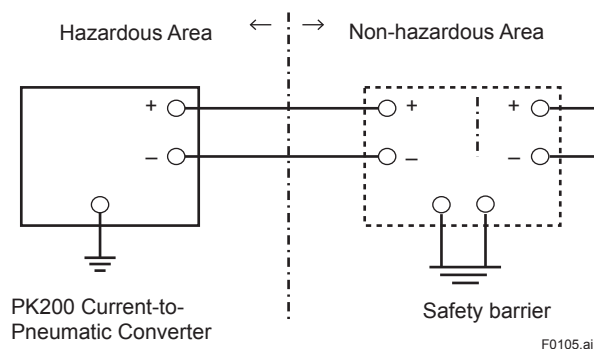 Hazardous Area ← → Non-hazardous Area
+ + +
– – –
PK200 Current-to-
Pneumatic Converter
Safety barrier
F0105.ai